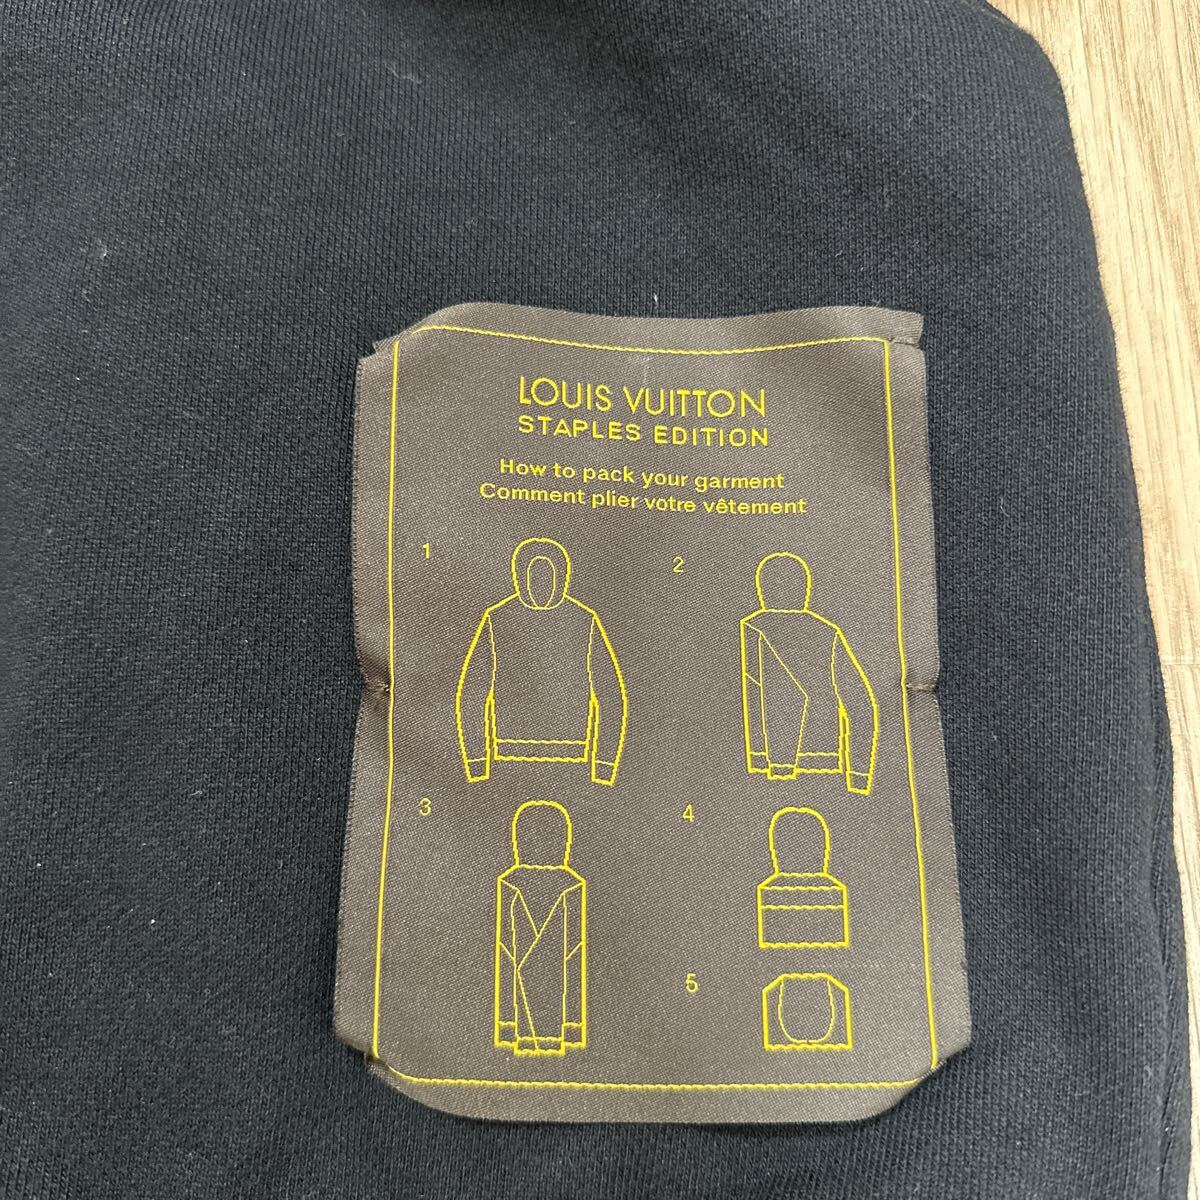 LOUIS VUITTON
STAPLES EDITION
How to pack your garment
Comment plier votre vêtement
1
2
3
4
5